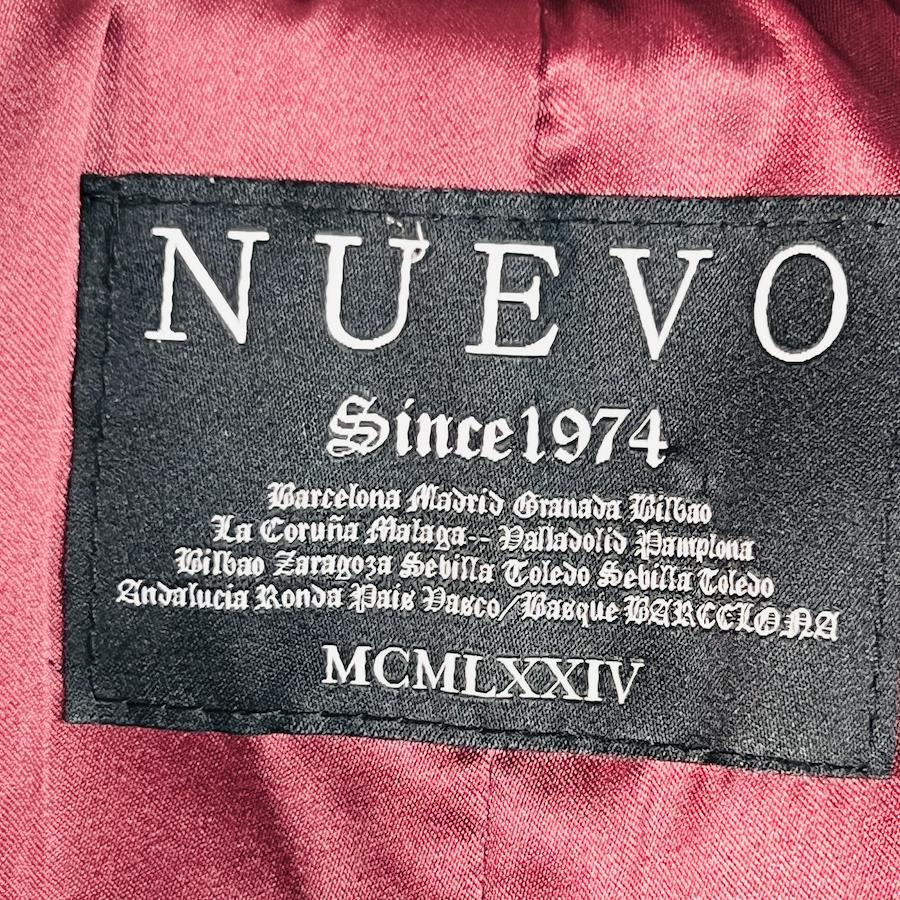 NUEVO
Since1974
Barcelona Madrid Granada Bilbao
La Coruña Malaga-- Valladolid Pamplona
Bilbao Zaragoza Sebilla Toledo Sebilla Toledo
Andalucia Ronda Pais Vasco/Basque BARCELONA
MCMLXXIV